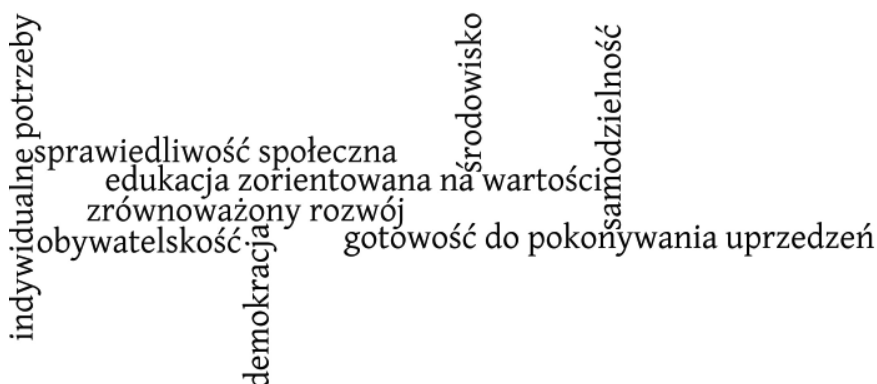 indywidualne potrzeby
środowisko
samodzielność
sprawiedliwość społeczna
edukacja zorientowana na wartości
zrównoważony rozwój
obywatelskość
gotowość do pokonywania uprzedzeń
demokracja